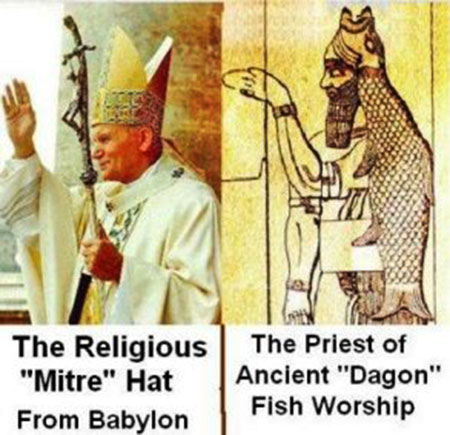 The Religious
"Mitre" Hat
From Babylon
The Priest of
Ancient "Dagon"
Fish Worship